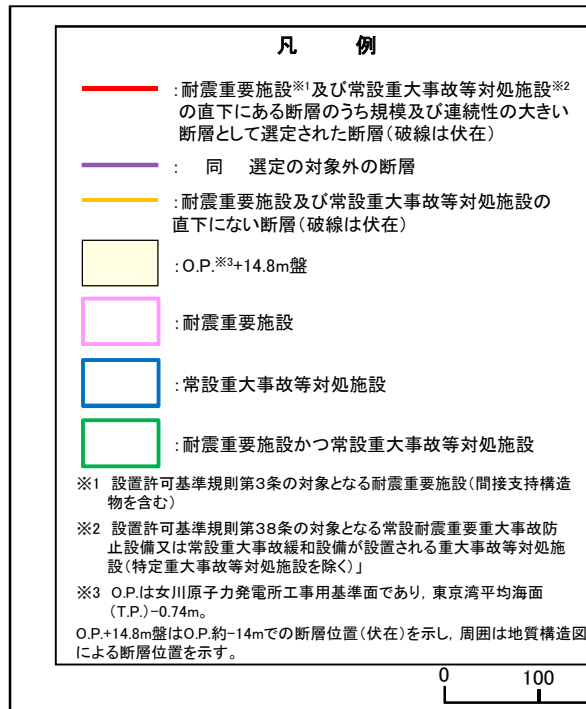 凡　例
：耐震重要施設※1及び常設重大事故等対処施設※2
の直下にある断層のうち規模及び連続性の大きい
断層として選定された断層（破線は伏在）
：　同　選定の対象外の断層
：耐震重要施設及び常設重大事故等対処施設の
直下にない断層（破線は伏在）
：O.P.※3+14.8m盤
：耐震重要施設
：常設重大事故等対処施設
：耐震重要施設かつ常設重大事故等対処施設
※1　設置許可基準規則第3条の対象となる耐震重要施設（間接支持構造
物を含む）
※2　設置許可基準規則第38条の対象となる常設耐震重要重大事故防
止設備又は常設重大事故緩和設備が設置される重大事故等対処施
設（特定重大事故等対処施設を除く）」
※3　O.P.は女川原子力発電所工事用基準面であり，東京湾平均海面
（T.P.）-0.74m。
O.P.+14.8m盤はO.P.約-14mでの断層位置（伏在）を示し，周囲は地質構造図
による断層位置を示す。
0　100